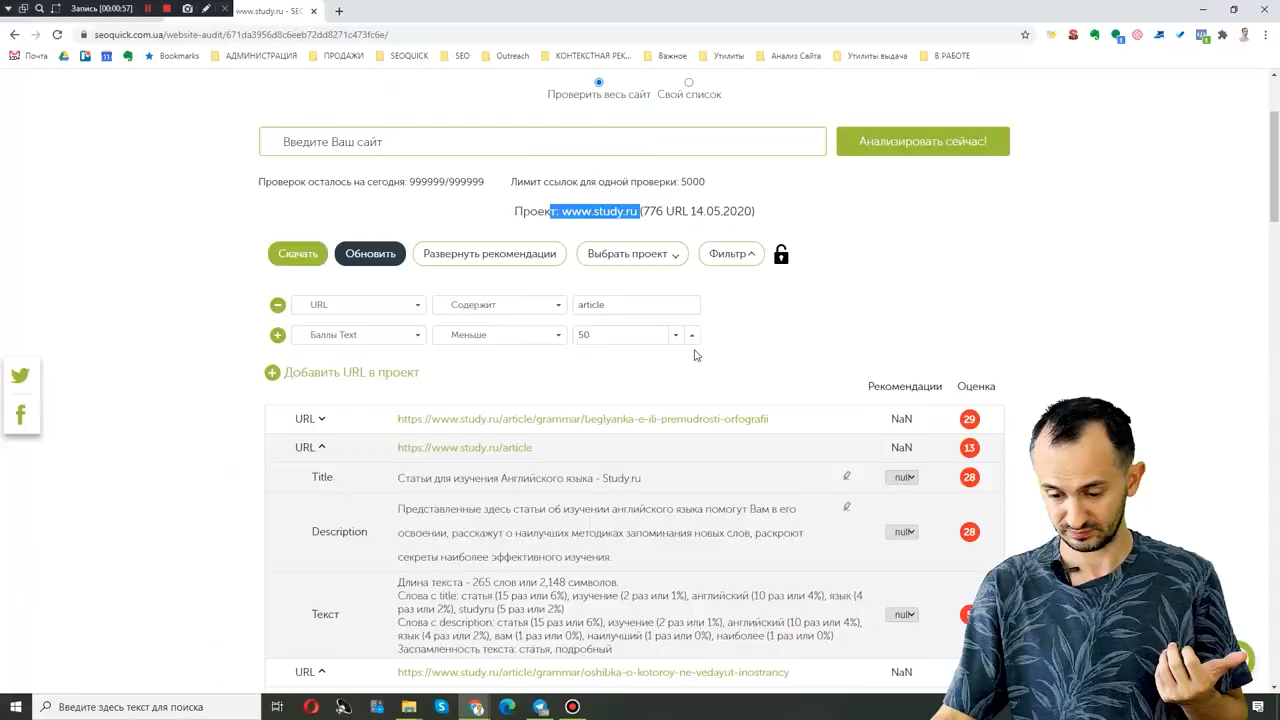 Запись [00:00:57]
www.study.ru - SEO
seoquick.com.ua/website-audit/671da3956d8c6eeb72dd8271c473fc6e/
Почта
Bookmarks
АДМИНИСТРАЦИЯ
ПРОДАЖИ
SEOQUICK
SEO
Outreach
КОНТЕКСТНАЯ РЕК...
Важное
Утилиты
Анализ Сайта
Утилиты выдача
В РАБОТЕ
Проверить весь сайт Свой список
Введите Ваш сайт
Анализировать сейчас!
Проверок осталось на сегодня: 999999/999999 Лимит ссылок для одной проверки: 5000
Проект: www.study.ru (776 URL 14.05.2020)
Скачать
Обновить
Развернуть рекомендации
Выбрать проект
Фильтр
URL Содержит article
Баллы Text Меньше 50
Добавить URL в проект
Рекомендации Оценка
URL https://www.study.ru/article/grammar/beglyanka-e-ili-premudrosti-orfografii NaN 29
URL https://www.study.ru/article NaN 13
Title Статьи для изучения Английского языка - Study.ru null 28
Description
Представленные здесь статьи об изучении английского языка помогут Вам в его
освоении, расскажут о наилучших методиках запоминания новых слов, раскроют
секреты наиболее эффективного изучения.
null 28
Текст
Длина текста - 265 слов или 2,148 символов.
Слова с title: статья (15 раз или 6%), изучение (2 раз или 1%), английский (10 раз или 4%), язык (4
раз или 2%), studyru (5 раз или 2%)
Слова с description: статья (15 раз или 6%), изучение (2 раз или 1%), английский (10 раз или 4%),
язык (4 раз или 2%), вам (1 раз или 0%), наилучший (1 раз или 0%), наиболее (1 раз или 0%)
Заспамленность текста: статья, подробный
null
URL https://www.study.ru/article/grammar/oshibka-o-kotoroy-ne-vedayut-inostrancy NaN
Введите здесь текст для поиска